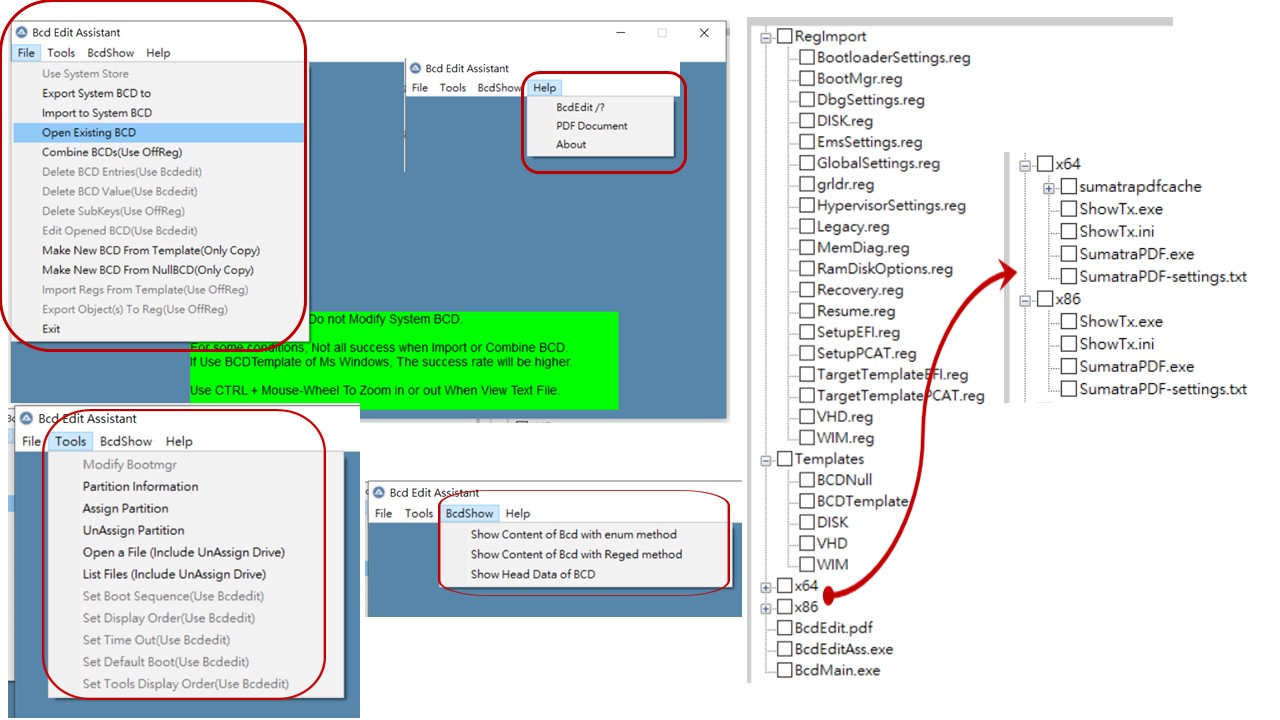 Bcd Edit Assistant
File Tools BcdShow Help
Use System Store
Export System BCD to
Import to System BCD
Open Existing BCD
Combine BCDs(Use OffReg)
Delete BCD Entries(Use Bcdedit)
Delete BCD Value(Use Bcdedit)
Delete SubKeys(Use OffReg)
Edit Opened BCD(Use Bcdedit)
Make New BCD From Template(Only Copy)
Make New BCD From NullBCD(Only Copy)
Import Regs From Template(Use OffReg)
Export Object(s) To Reg(Use OffReg)
Exit
Bcd Edit Assistant
File Tools BcdShow Help
BcdEdit /?
PDF Document
About
Do not Modify System BCD.
For some conditions, Not all success when Import or Combine BCD.
If Use BCDTemplate of Ms Windows, The success rate will be higher.
Use CTRL + Mouse-Wheel To Zoom in or out When View Text File.
Bcd Edit Assistant
File Tools BcdShow Help
Modify Bootmgr
Partition Information
Assign Partition
UnAssign Partition
Open a File (Include UnAssign Drive)
List Files (Include UnAssign Drive)
Set Boot Sequence(Use Bcdedit)
Set Display Order(Use Bcdedit)
Set Time Out(Use Bcdedit)
Set Default Boot(Use Bcdedit)
Set Tools Display Order(Use Bcdedit)
Bcd Edit Assistant
File Tools BcdShow Help
Show Content of Bcd with enum method
Show Content of Bcd with Reged method
Show Head Data of BCD
RegImport
BootloaderSettings.reg
BootMgr.reg
DbgSettings.reg
DISK.reg
EmsSettings.reg
GlobalSettings.reg
grldr.reg
HypervisorSettings.reg
Legacy.reg
MemDiag.reg
RamDiskOptions.reg
Recovery.reg
Resume.reg
SetupEFI.reg
SetupPCAT.reg
TargetTemplateEFI.reg
TargetTemplatePCAT.reg
VHD.reg
WIM.reg
Templates
BCDNull
BCDTemplate
DISK
VHD
WIM
x64
x86
BcdEdit.pdf
BcdEditAss.exe
BcdMain.exe
x64
sumatrapdfcache
ShowTx.exe
ShowTx.ini
SumatraPDF.exe
SumatraPDF-settings.txt
x86
ShowTx.exe
ShowTx.ini
SumatraPDF.exe
SumatraPDF-settings.txt